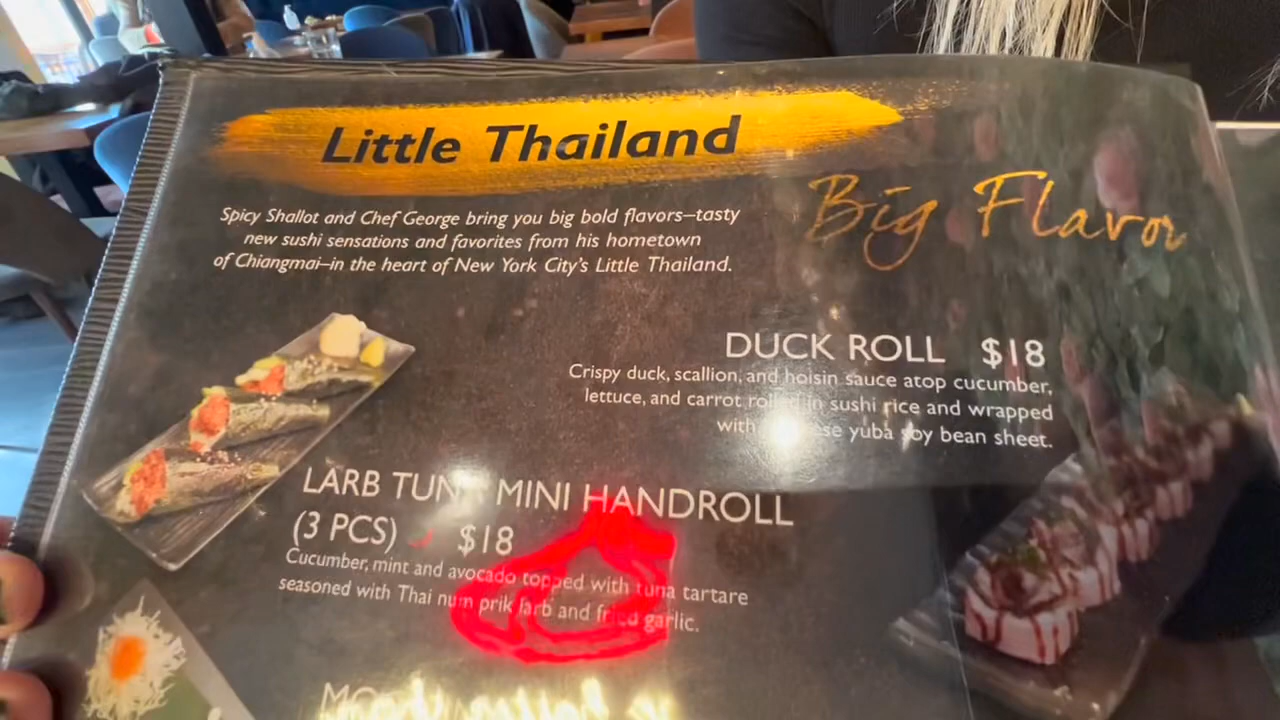 Little Thailand
Big Flavor
Spicy Shallot and Chef George bring you big bold flavors—tasty
new sushi sensations and favorites from his hometown
of Chiangmai—in the heart of New York City's Little Thailand.
DUCK ROLL $18
Crispy duck, scallion, and hoisin sauce atop cucumber,
lettuce, and carrot rolled in sushi rice and wrapped
with yuba soy bean sheet.
LARB TUNA MINI HANDROLL
(3 PCS) $18
Cucumber, mint and avocado topped with tuna tartare
seasoned with Thai num prik larb and fried garlic.